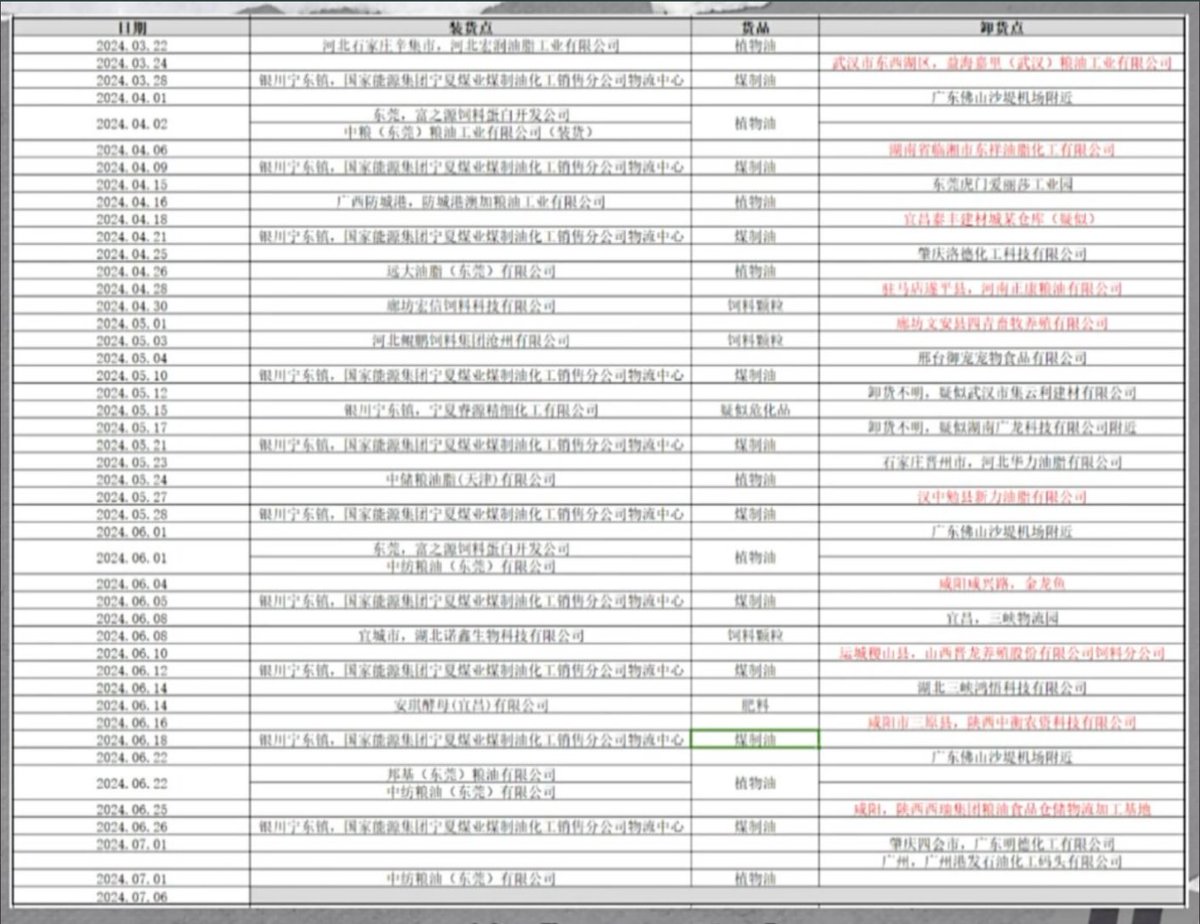 日期 装货点 货品 卸货点
2024.03.22 河北石家庄辛集市，河北宏润油脂工业有限公司 植物油
2024.03.24 武汉市东西湖区，益海嘉里（武汉）粮油工业有限公司
2024.03.28 银川宁东镇，国家能源集团宁夏煤业煤制油化工销售分公司物流中心 煤制油
2024.04.01 广东佛山沙堤机场附近
东莞，富之源饲料蛋白开发公司
2024.04.02 植物油
中粮（东莞）粮油工业有限公司（装货）
2024.04.06 湖南省临湘市东祥油脂化工有限公司
2024.04.09 银川宁东镇，国家能源集团宁夏煤业煤制油化工销售分公司物流中心 煤制油
2024.04.15 东莞虎门爱丽莎工业园
2024.04.16 广西防城港，防城港澳加粮油工业有限公司 植物油
2024.04.18 宜昌泰丰建材城某仓库（疑似）
2024.04.21 银川宁东镇，国家能源集团宁夏煤业煤制油化工销售分公司物流中心 煤制油
2024.04.25 肇庆洛德化工科技有限公司
2024.04.26 远大油脂（东莞）有限公司 植物油
2024.04.28 驻马店遂平县，河南正康粮油有限公司
2024.04.30 廊坊宏信饲料科技有限公司 饲料颗粒
2024.05.01 廊坊文安县四青畜牧养殖有限公司
2024.05.03 河北鲲鹏饲料集团沧州有限公司 饲料颗粒
2024.05.04 邢台御宠宠物食品有限公司
2024.05.10 银川宁东镇，国家能源集团宁夏煤业煤制油化工销售分公司物流中心 煤制油
2024.05.12 卸货不明，疑似武汉市集云利建材有限公司
2024.05.15 银川宁东镇，宁夏睿源精细化工有限公司 疑似危化品
2024.05.17 卸货不明，疑似湖南广龙科技有限公司附近
2024.05.21 银川宁东镇，国家能源集团宁夏煤业煤制油化工销售分公司物流中心 煤制油
2024.05.23 石家庄晋州市，河北华力油脂有限公司
2024.05.24 中储粮油脂(天津)有限公司 植物油
2024.05.27 汉中勉县新力油脂有限公司
2024.05.28 银川宁东镇，国家能源集团宁夏煤业煤制油化工销售分公司物流中心 煤制油
2024.06.01 广东佛山沙堤机场附近
东莞，富之源饲料蛋白开发公司
2024.06.01 植物油
中纺粮油（东莞）有限公司
2024.06.04 咸阳咸兴路，金龙鱼
2024.06.05 银川宁东镇，国家能源集团宁夏煤业煤制油化工销售分公司物流中心 煤制油
2024.06.08 宜昌，三峡物流园
2024.06.08 宜城市，湖北诺鑫生物科技有限公司 饲料颗粒
2024.06.10 运城稷山县，山西晋龙养殖股份有限公司饲料分公司
2024.06.12 银川宁东镇，国家能源集团宁夏煤业煤制油化工销售分公司物流中心 煤制油
2024.06.14 湖北三峡鸿悟科技有限公司
2024.06.14 安琪酵母(宜昌)有限公司 肥料
2024.06.16 咸阳市三原县，陕西中衡农资科技有限公司
2024.06.18 银川宁东镇，国家能源集团宁夏煤业煤制油化工销售分公司物流中心 煤制油
2024.06.22 广东佛山沙堤机场附近
邦基（东莞）粮油有限公司
2024.06.22 植物油
中纺粮油（东莞）有限公司
2024.06.25 咸阳，陕西西瑞集团粮油食品仓储物流加工基地
2024.06.26 银川宁东镇，国家能源集团宁夏煤业煤制油化工销售分公司物流中心 煤制油
2024.07.01 肇庆四会市，广东明德化工有限公司
广州，广州港发石油化工码头有限公司
2024.07.01 中纺粮油（东莞）有限公司 植物油
2024.07.06